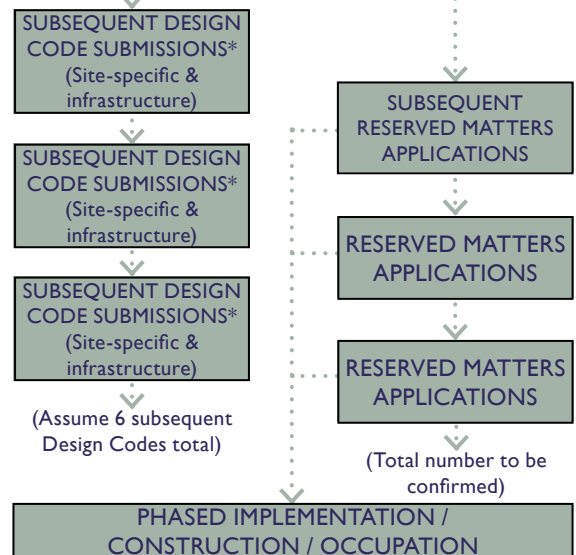 SUBSEQUENT DESIGN
CODE SUBMISSIONS*
(Site-specific &
infrastructure)
SUBSEQUENT DESIGN
CODE SUBMISSIONS*
(Site-specific &
infrastructure)
SUBSEQUENT DESIGN
CODE SUBMISSIONS*
(Site-specific &
infrastructure)
(Assume 6 subsequent
Design Codes total)
SUBSEQUENT
RESERVED MATTERS
APPLICATIONS
RESERVED MATTERS
APPLICATIONS
RESERVED MATTERS
APPLICATIONS
(Total number to be
confirmed)
PHASED IMPLEMENTATION /
CONSTRUCTION / OCCUPATION